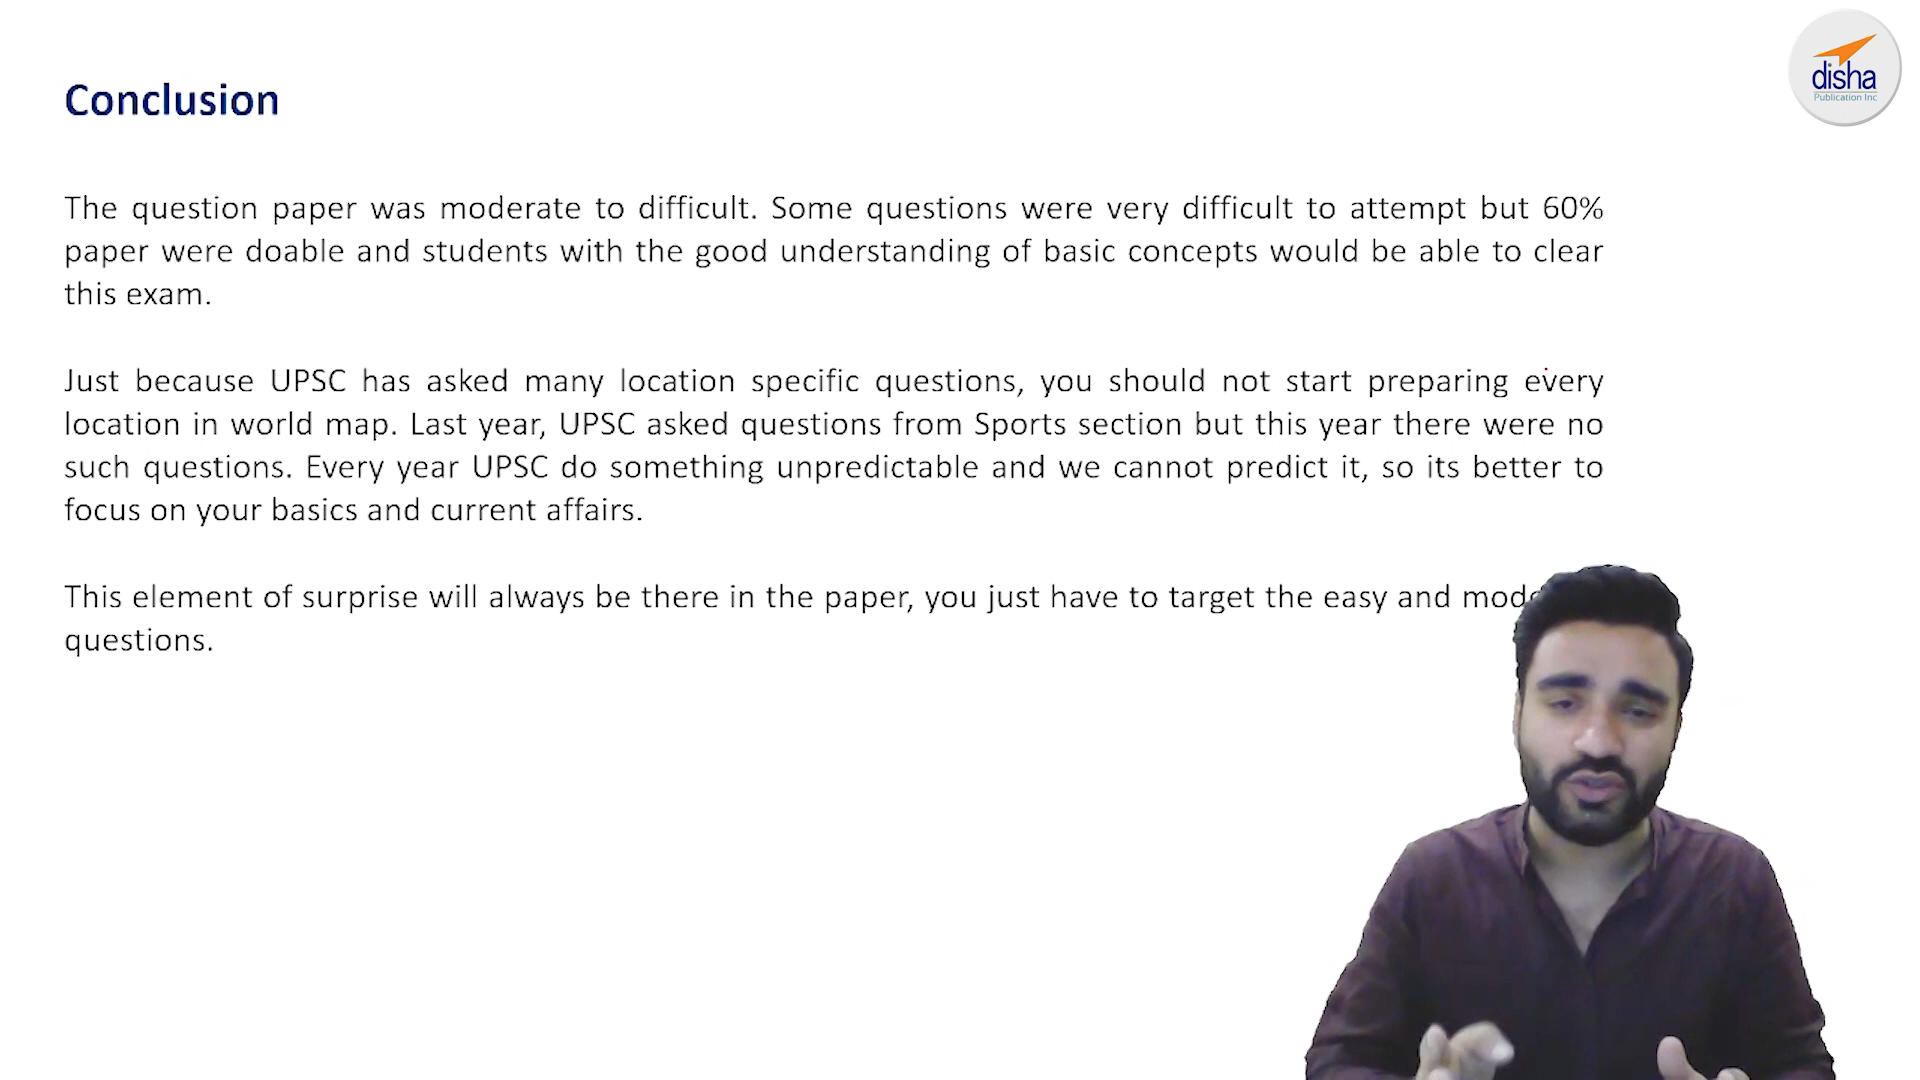 disha
Publication Inc
Conclusion
The question paper was moderate to difficult. Some questions were very difficult to attempt but 60%
paper were doable and students with the good understanding of basic concepts would be able to clear
this exam.
Just because UPSC has asked many location specific questions, you should not start preparing every
location in world map. Last year, UPSC asked questions from Sports section but this year there were no
such questions. Every year UPSC do something unpredictable and we cannot predict it, so its better to
focus on your basics and current affairs.
This element of surprise will always be there in the paper, you just have to target the easy and
questions.